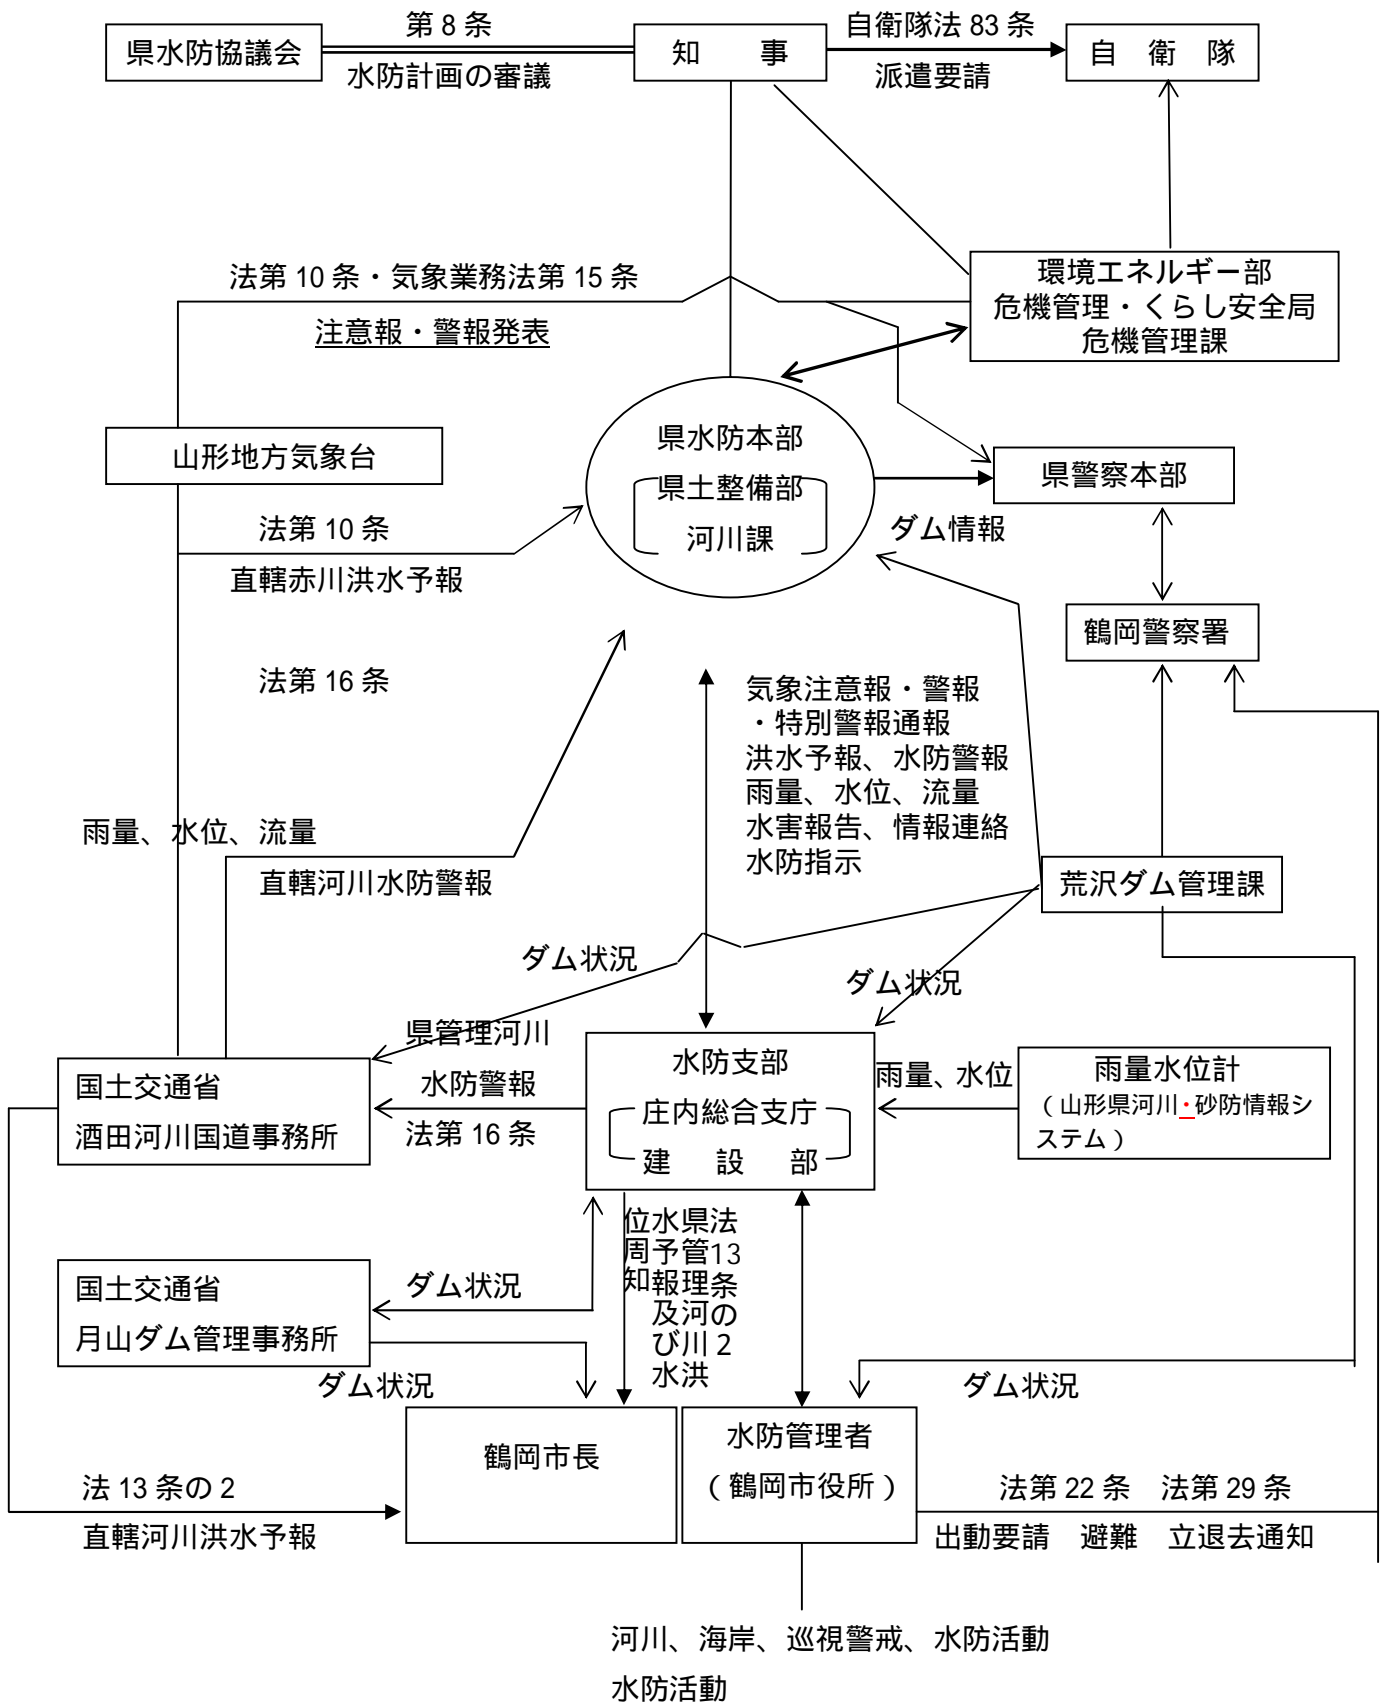 第 8 条
自衛隊法 83 条
県水防協議会
知　　事
自　衛　隊
水防計画の審議
派遣要請
法第 10 条・気象業務法第 15 条
注意報・警報発表
環境エネルギー部
危機管理・くらし安全局
危機管理課
県水防本部
県土整備部
河川課
山形地方気象台
県警察本部
法第 10 条
直轄赤川洪水予報
ダム情報
鶴岡警察署
法第 16 条
気象注意報・警報
・特別警報通報
洪水予報、水防警報
雨量、水位、流量
水害報告、情報連絡
水防指示
雨量、水位、流量
直轄河川水防警報
荒沢ダム管理課
ダム状況
ダム状況
県管理河川
水防警報
法第 16 条
国土交通省
酒田河川国道事務所
水防支部
庄内総合支庁
建　設　部
雨量、水位
雨量水位計
（山形県河川・砂防情報シ
ステム）
法13条の2
県管理河川洪
水予報及び水
位周知
国土交通省
月山ダム管理事務所
ダム状況
ダム状況
ダム状況
鶴岡市長
水防管理者
（鶴岡市役所）
法 13 条の 2
直轄河川洪水予報
法第 22 条　法第 29 条
出動要請　避難　立退去通知
河川、海岸、巡視警戒、水防活動
水防活動